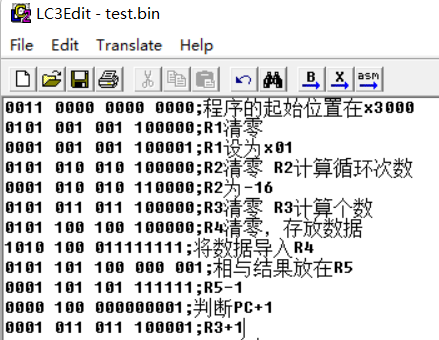 LC3Edit - test.bin
File Edit Translate Help
B X asm
0011 0000 0000 0000;程序的起始位置在x3000
0101 001 001 100000;R1清零
0001 001 001 100001;R1设为x01
0101 010 010 100000;R2清零 R2计算循环次数
0001 010 010 110000;R2为-16
0101 011 011 100000;R3清零 R3计算个数
0101 100 100 100000;R4清零，存放数据
1010 100 011111111;将数据导入R4
0101 101 100 000 001;相与结果放在R5
0001 101 101 111111;R5-1
0000 100 000000001;判断PC+1
0001 011 011 100001;R3+1